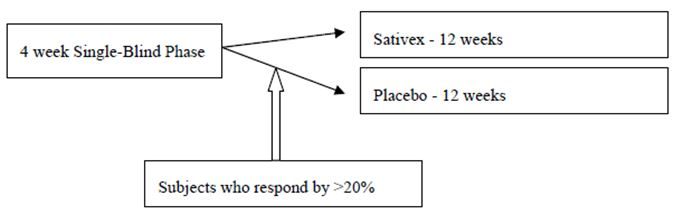 4 week Single-Blind Phase
Sativex - 12 weeks
Placebo - 12 weeks
Subjects who respond by >20%